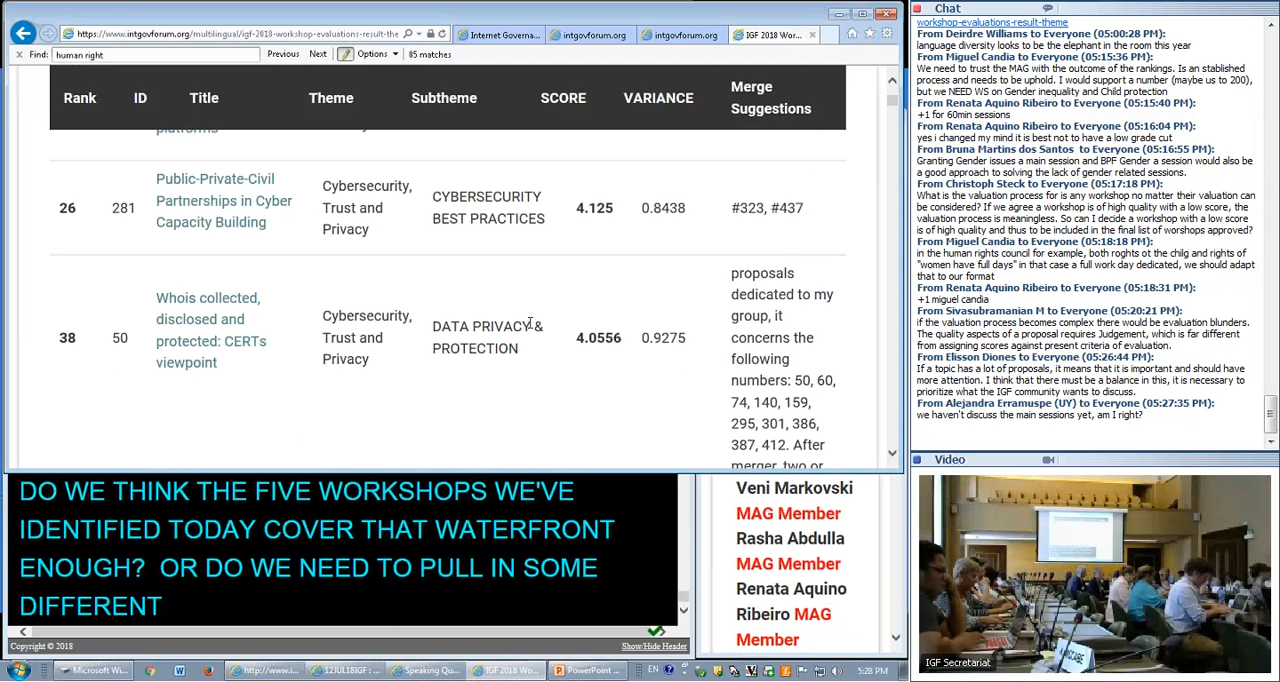 https://www.intgovforum.org/multilingual/igf-2018-workshop-evaluations-result-the
Internet Governa...
intgovforum.org
intgovforum.org
IGF 2018 Wor...
Find:
human right
Previous
Next
Options
85 matches
Rank
ID
Title
Theme
Subtheme
SCORE
VARIANCE
Merge
Suggestions
platforms
26
281
Public-Private-Civil
Partnerships in Cyber
Capacity Building
Cybersecurity,
Trust and
Privacy
CYBERSECURITY
BEST PRACTICES
4.125
0.8438
#323, #437
38
50
Whois collected,
disclosed and
protected: CERTs
viewpoint
Cybersecurity,
Trust and
Privacy
DATA PRIVACY &
PROTECTION
4.0556
0.9275
proposals
dedicated to my
group, it
concerns the
following
numbers: 50, 60,
74, 140, 159,
295, 301, 386,
387, 412. After
merger, two or
DO WE THINK THE FIVE WORKSHOPS WE'VE
IDENTIFIED TODAY COVER THAT WATERFRONT
ENOUGH? OR DO WE NEED TO PULL IN SOME
DIFFERENT
Veni Markovski
MAG Member
Rasha Abdulla
MAG Member
Renata Aquino
Ribeiro MAG
Member
Copyright © 2018
Show/Hide Header
Chat
workshop-evaluations-result-theme
From Deirdre Williams to Everyone (05:00:28 PM):
language diversity looks to be the elephant in the room this year
From Miguel Candia to Everyone (05:15:36 PM):
We need to trust the MAG with the outcome of the rankings. Is an stablished
process and needs to be uphold. I would support a number (maybe us to 200),
but we NEED WS on Gender inequality and Child protection
From Renata Aquino Ribeiro to Everyone (05:15:40 PM):
+1 for 60min sessions
From Renata Aquino Ribeiro to Everyone (05:16:04 PM):
yes i changed my mind it is best not to have a low grade cut
From Bruna Martins dos Santos to Everyone (05:16:55 PM):
Granting Gender issues a main session and BPF Gender a session would also be
a good approach to solving the lack of gender related sessions.
From Christoph Steck to Everyone (05:17:18 PM):
What is the valuation process for is any workshop no matter their valuation can
be considered? If we agree a workshop is of high quality with a low score, the
valuation process is meaningless. So can I decide a workshop with a low score
is of high quality and thus to be included in the final list of worshops approved?
From Miguel Candia to Everyone (05:18:18 PM):
in the human rights council for example, both roghts ot the chilg and rights of
"women have full days" in that case a full work day dedicated, we should adapt
that to our format
From Renata Aquino Ribeiro to Everyone (05:18:31 PM):
+1 miguel candia
From Sivasubramanian M to Everyone (05:20:21 PM):
if the valuation process becomes complex there would be evaluation blunders.
The quality aspects of a proposal requires Judgement, which is far different
from assigning scores against present criteria of evaluation.
From Elisson Diones to Everyone (05:26:44 PM):
If a topic has a lot of proposals, it means that it is important and should have
more attention. I think that there must be a balance in this, it is necessary to
prioritize what the IGF community wants to discuss.
From Alejandra Erramuspe (UY) to Everyone (05:27:35 PM):
we haven't discuss the main sessions yet, am I right?
Video
IGF Secretariat
Microsoft Wi...
http://www.i...
12JUL18IGF : ...
Speaking Qu...
IGF 2018 Wo...
PowerPoint ...
EN
5:28 PM